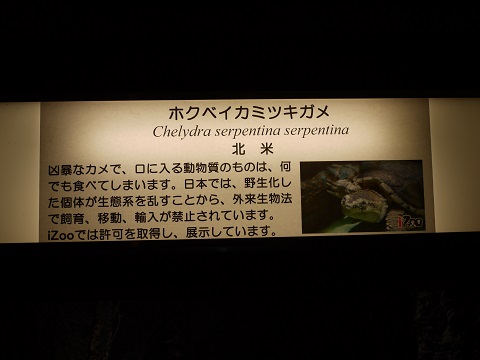 ホクベイカミツキガメ
Chelydra serpentina serpentina
北 米
凶暴なカメで、口に入る動物質のものは、何
でも食べてしまいます。日本では、野生化し
た個体が生態系を乱すことから、外来生物法
で飼育、移動、輸入が禁止されています。
iZooでは許可を取得し、展示しています。
iZoo